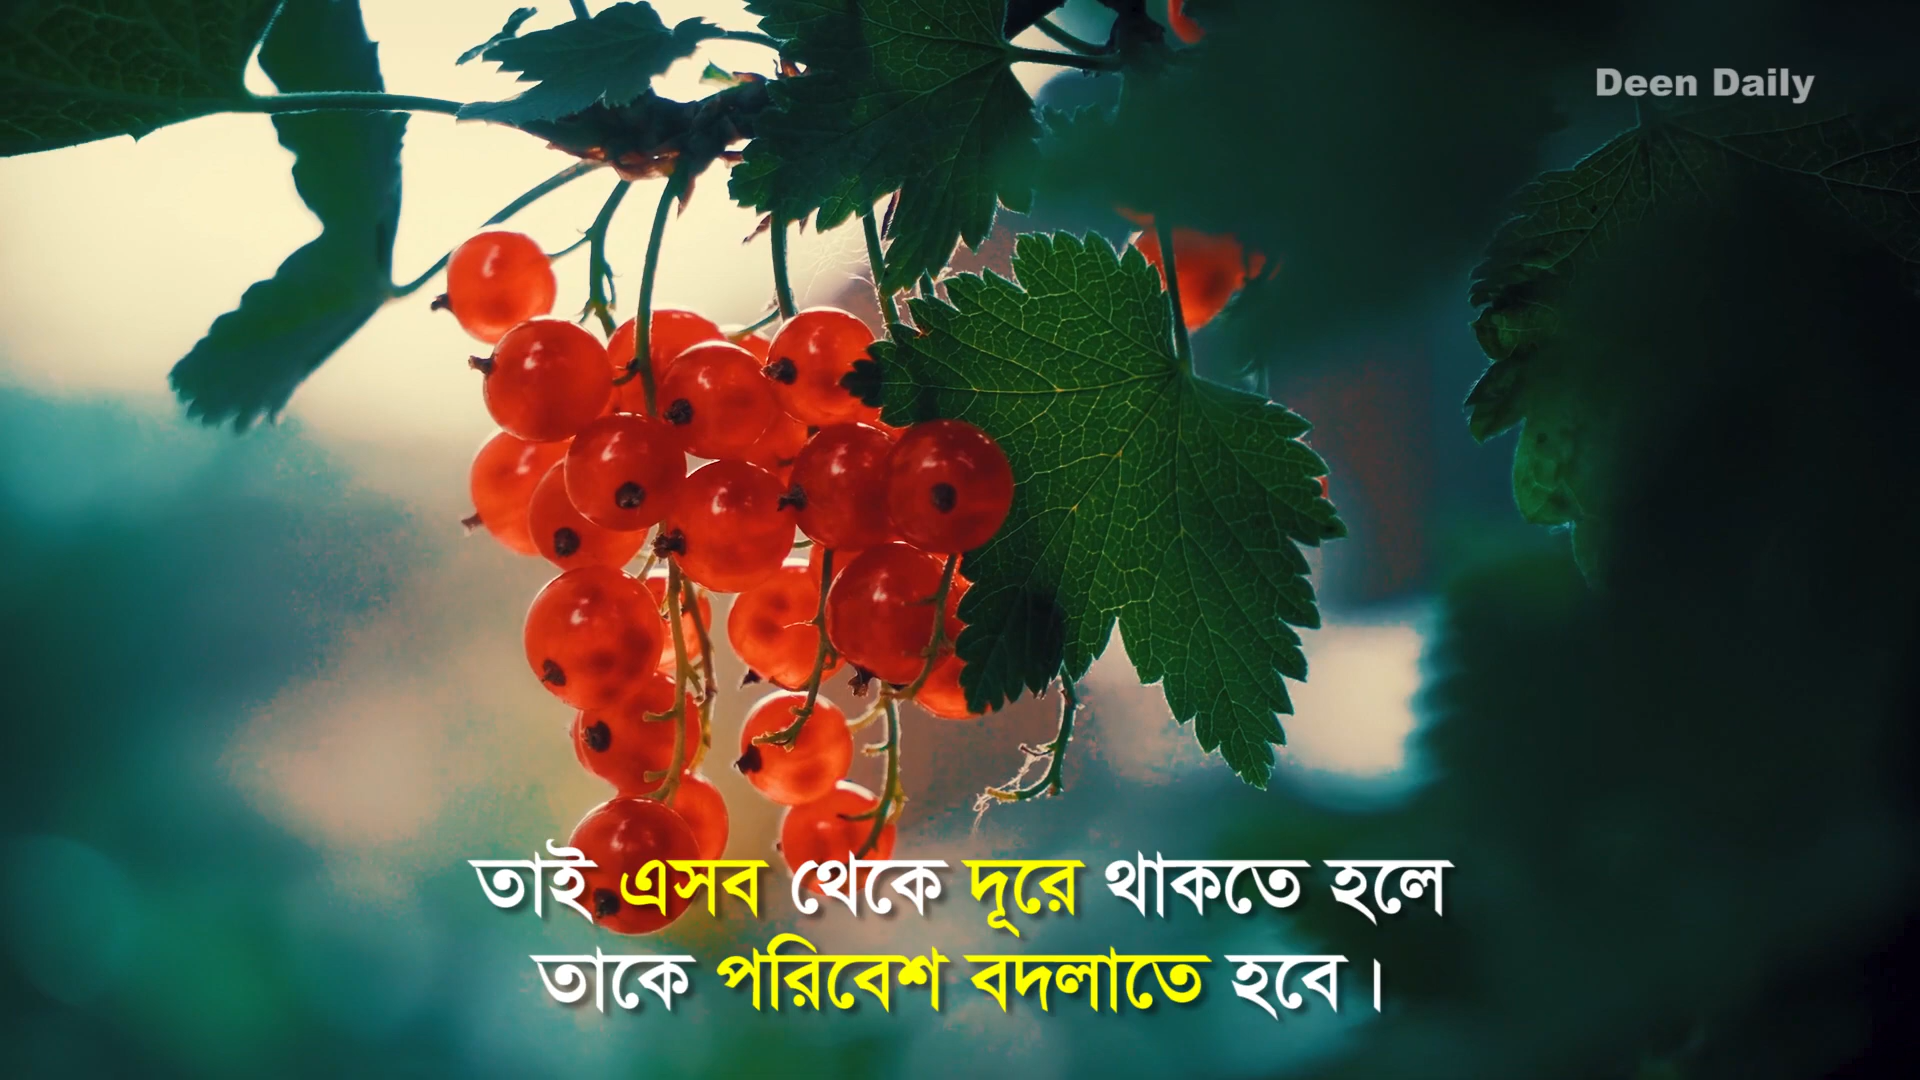 Deen Daily
তাই এসব থেকে দূরে থাকতে হলে
তাকে পরিবেশ বদলাতে হবে।